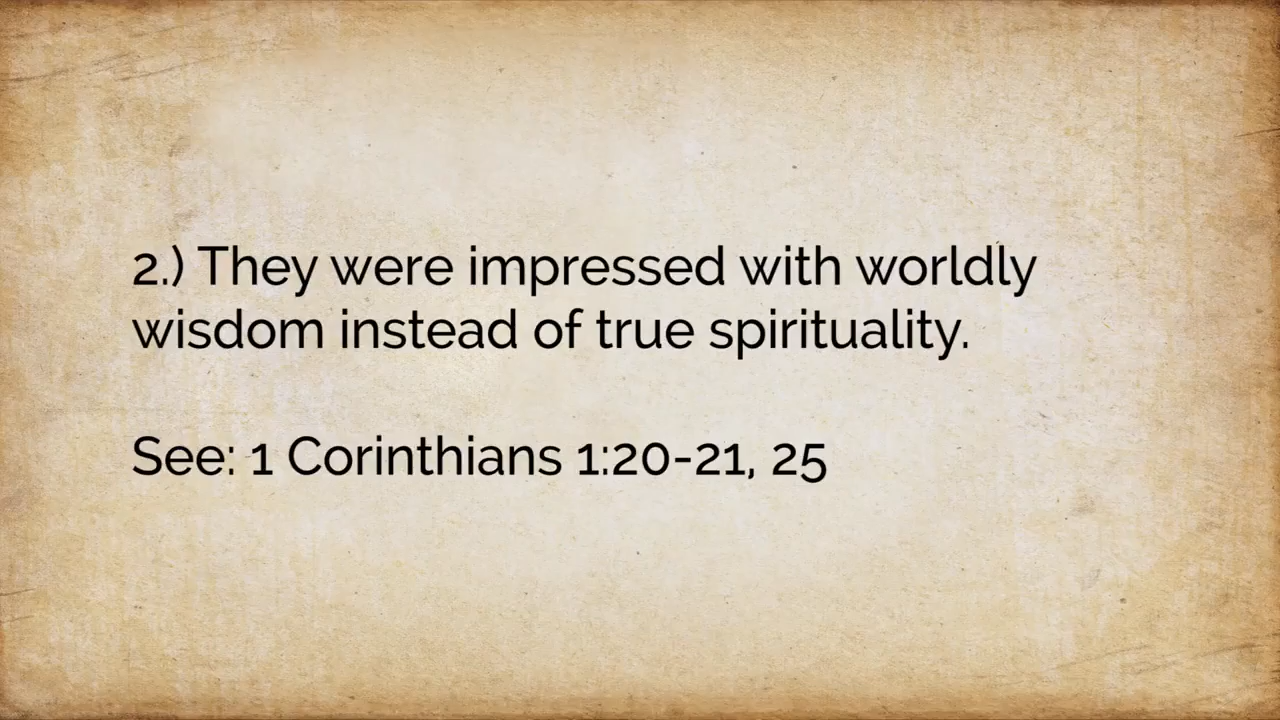 2.) They were impressed with worldly
wisdom instead of true spirituality.
See: 1 Corinthians 1:20-21, 25